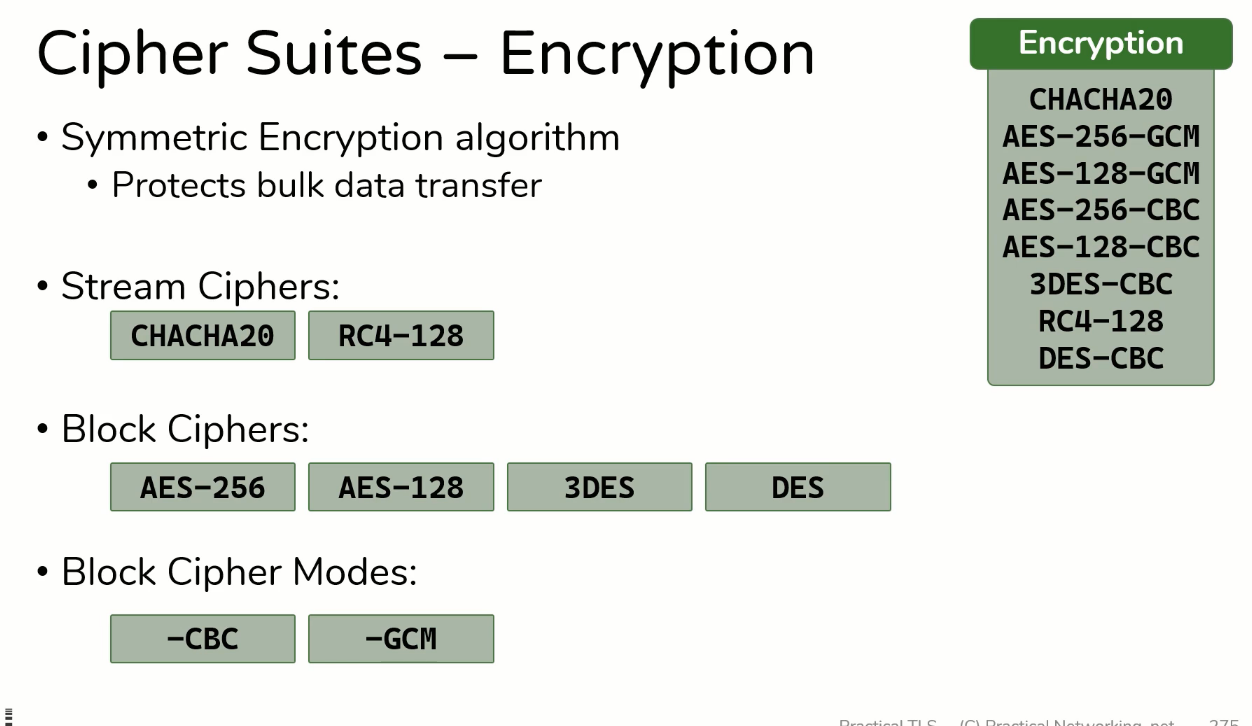 Cipher Suites – Encryption
• Symmetric Encryption algorithm
• Protects bulk data transfer
• Stream Ciphers:
CHACHA20 RC4-128
• Block Ciphers:
AES-256 AES-128 3DES DES
• Block Cipher Modes:
-CBC -GCM
Encryption
CHACHA20
AES-256-GCM
AES-128-GCM
AES-256-CBC
AES-128-CBC
3DES-CBC
RC4-128
DES-CBC
Practical TLS – (C) Practical Networking .net 275